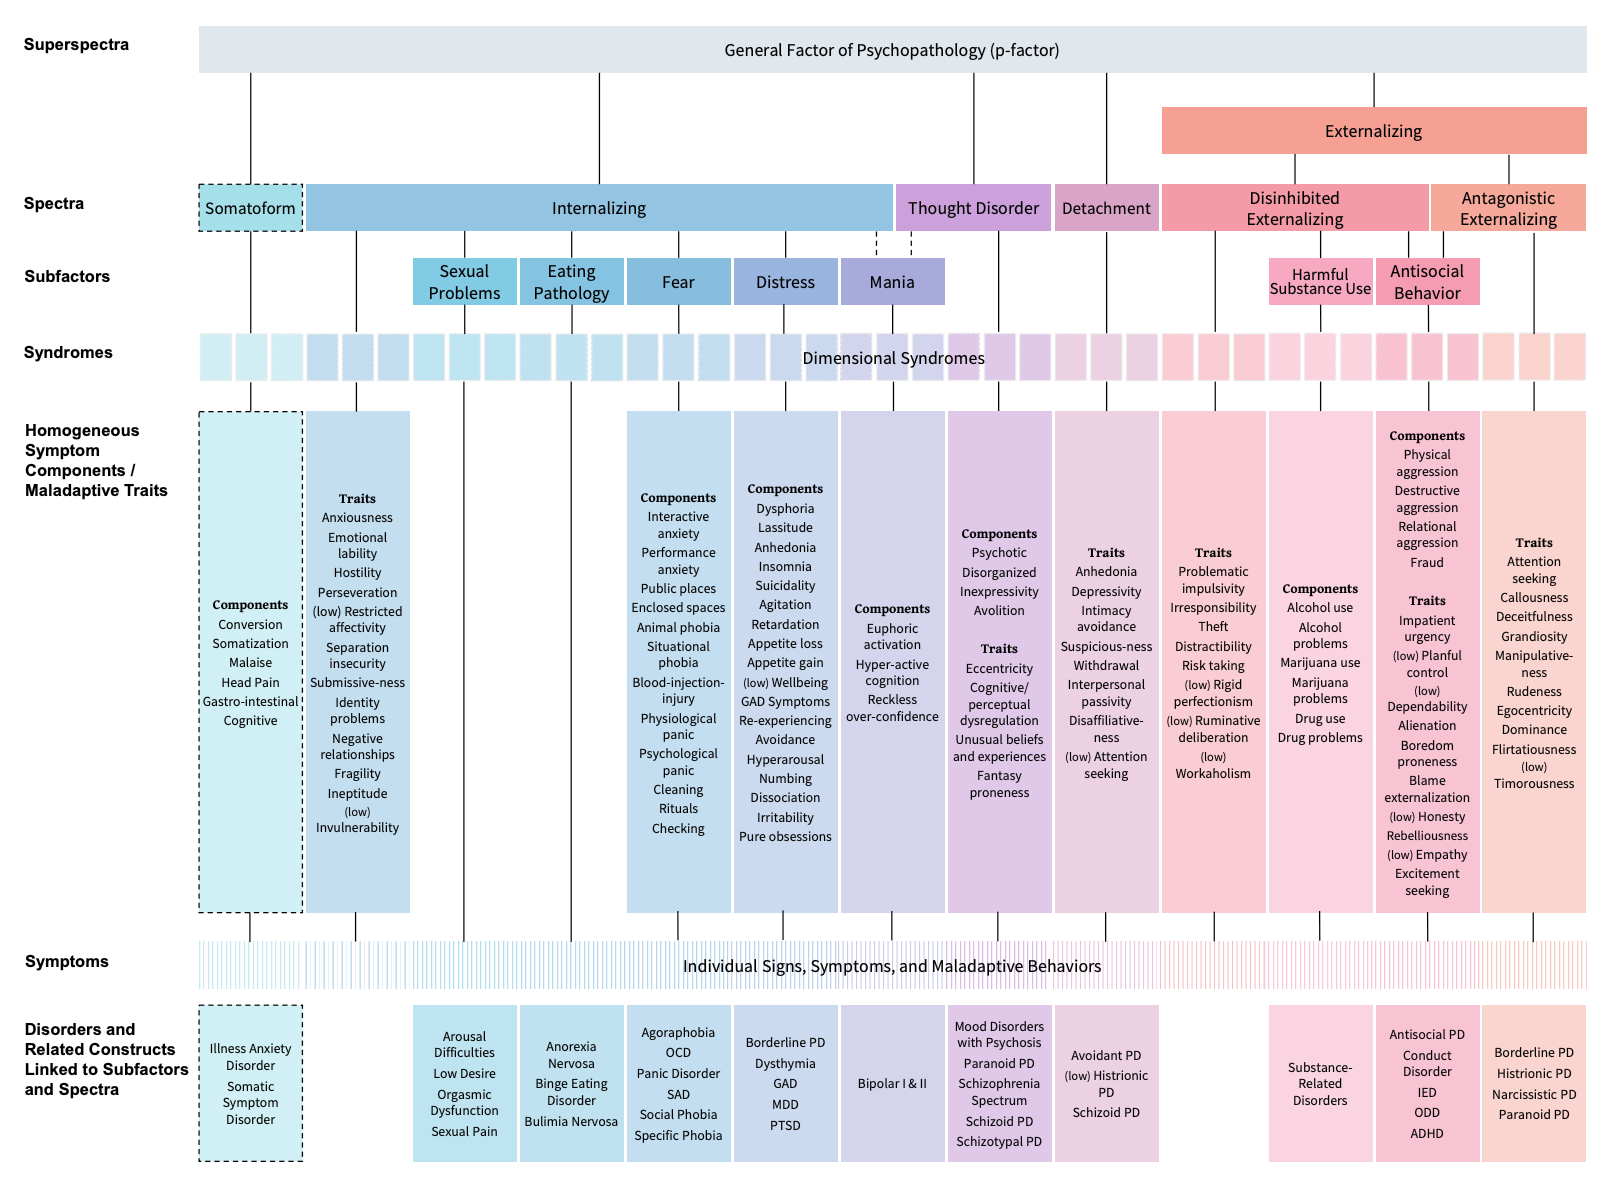 Superspectra
General Factor of Psychopathology (p-factor)
Externalizing
Spectra
Somatoform
Internalizing
Thought Disorder
Detachment
Disinhibited
Externalizing
Antagonistic
Externalizing
Subfactors
Sexual
Problems
Eating
Pathology
Fear
Distress
Mania
Harmful
Substance Use
Antisocial
Behavior
Syndromes
Dimensional Syndromes
Homogeneous
Symptom
Components /
Maladaptive Traits
Components
Conversion
Somatization
Malaise
Head Pain
Gastro-intestinal
Cognitive
Traits
Anxiousness
Emotional
lability
Hostility
Perseveration
(low) Restricted
affectivity
Separation
insecurity
Submissive-ness
Identity
problems
Negative
relationships
Fragility
Ineptitude
(low)
Invulnerability
Components
Interactive
anxiety
Performance
anxiety
Public places
Enclosed spaces
Animal phobia
Situational
phobia
Blood-injection-
injury
Physiological
panic
Psychological
panic
Cleaning
Rituals
Checking
Components
Dysphoria
Lassitude
Anhedonia
Insomnia
Suicidality
Agitation
Retardation
Appetite loss
Appetite gain
(low) Wellbeing
GAD Symptoms
Re-experiencing
Avoidance
Hyperarousal
Numbing
Dissociation
Irritability
Pure obsessions
Components
Euphoric
activation
Hyper-active
cognition
Reckless
over-confidence
Components
Psychotic
Disorganized
Inexpressivity
Avolition
Traits
Eccentricity
Cognitive/
perceptual
dysregulation
Unusual beliefs
and experiences
Fantasy
proneness
Traits
Anhedonia
Depressivity
Intimacy
avoidance
Suspicious-ness
Withdrawal
Interpersonal
passivity
Disaffiliative-
ness
(low) Attention
seeking
Traits
Problematic
impulsivity
Irresponsibility
Theft
Distractibility
Risk taking
(low) Rigid
perfectionism
(low) Ruminative
deliberation
(low)
Workaholism
Components
Alcohol use
Alcohol
problems
Marijuana use
Marijuana
problems
Drug use
Drug problems
Components
Physical
aggression
Destructive
aggression
Relational
aggression
Fraud
Traits
Impatient
urgency
(low) Planful
control
(low)
Dependability
Alienation
Boredom
proneness
Blame
externalization
(low) Honesty
Rebelliousness
(low) Empathy
Excitement
seeking
Traits
Attention
seeking
Callousness
Deceitfulness
Grandiosity
Manipulative-
ness
Rudeness
Egocentricity
Dominance
Flirtatiousness
(low)
Timorousness
Symptoms
Individual Signs, Symptoms, and Maladaptive Behaviors
Disorders and
Related Constructs
Linked to Subfactors
and Spectra
Illness Anxiety
Disorder
Somatic
Symptom
Disorder
Arousal
Difficulties
Low Desire
Orgasmic
Dysfunction
Sexual Pain
Anorexia
Nervosa
Binge Eating
Disorder
Bulimia Nervosa
Agoraphobia
OCD
Panic Disorder
SAD
Social Phobia
Specific Phobia
Borderline PD
Dysthymia
GAD
MDD
PTSD
Bipolar I & II
Mood Disorders
with Psychosis
Paranoid PD
Schizophrenia
Spectrum
Schizoid PD
Schizotypal PD
Avoidant PD
(low) Histrionic
PD
Schizoid PD
Substance-
Related
Disorders
Antisocial PD
Conduct
Disorder
IED
ODD
ADHD
Borderline PD
Histrionic PD
Narcissistic PD
Paranoid PD